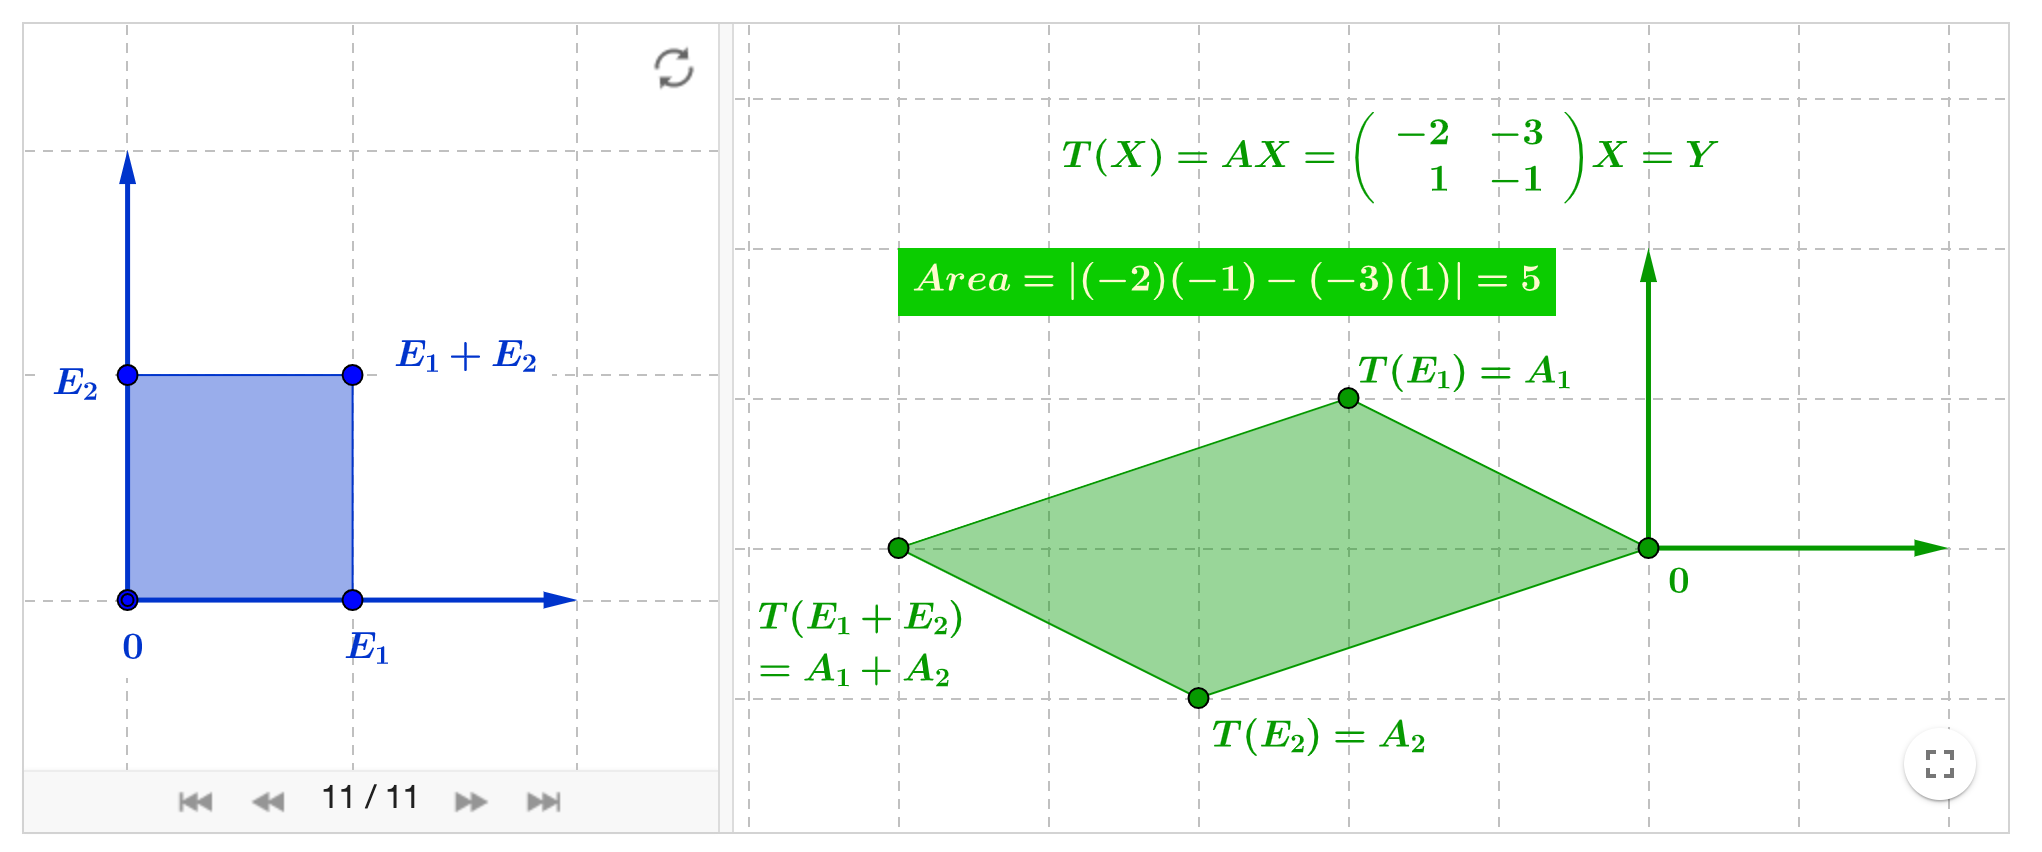 E₂
E₁ + E₂
0
E₁
11 / 11
T(X) = AX = ( −2 −3
1 −1 ) X = Y
Area = |(−2)(−1) − (−3)(1)| = 5
T(E₁) = A₁
0
T(E₁ + E₂)
= A₁ + A₂
T(E₂) = A₂